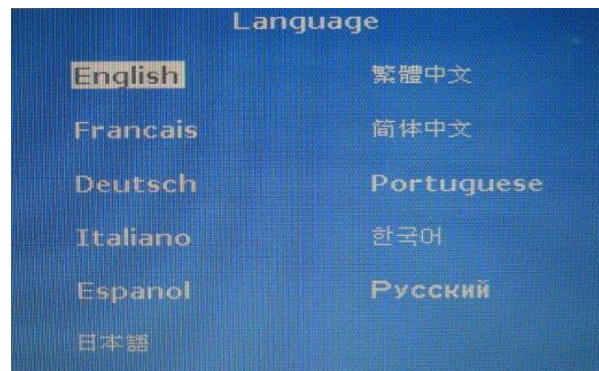 Language
English
Francais
Deutsch
Italiano
Espanol
日本語
繁體中文
简体中文
Portuguese
한국어
Русский